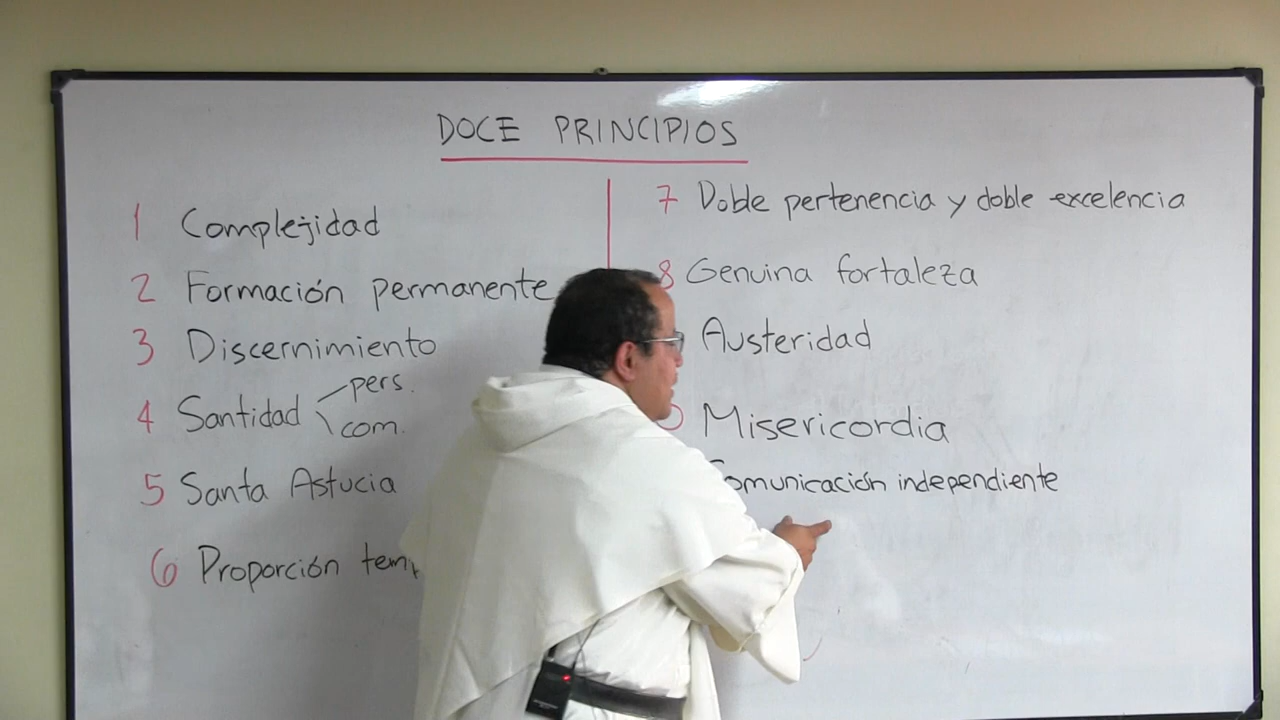 DOCE PRINCIPIOS
1 Complejidad
2 Formación permanente
3 Discernimiento
4 Santidad pers.
com.
5 Santa Astucia
6 Proporción
7 Doble pertenencia y doble excelencia
8 Genuina fortaleza
Austeridad
Misericordia
Comunicación independiente